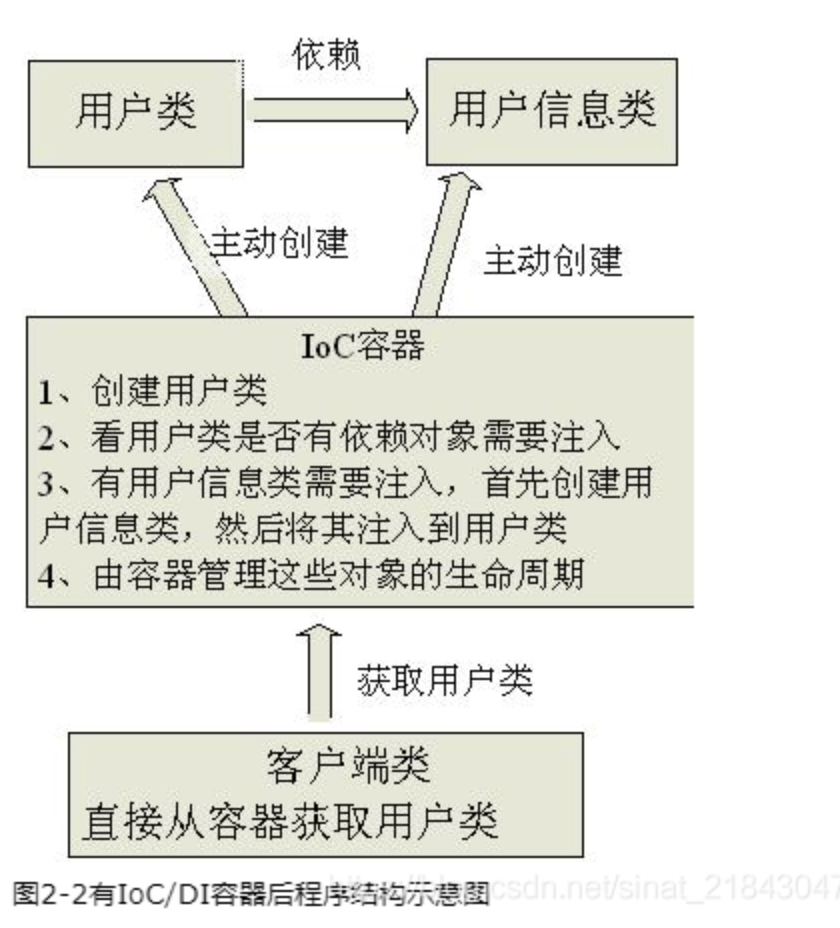 依赖
用户类
用户信息类
主动创建
主动创建
IoC容器
1、创建用户类
2、看用户类是否有依赖对象需要注入
3、有用户信息类需要注入，首先创建用
户信息类，然后将其注入到用户类
4、由容器管理这些对象的生命周期
获取用户类
客户端类
直接从容器获取用户类
图2-2有IoC/DI容器后程序结构示意图
csdn.net/sinat_21843047